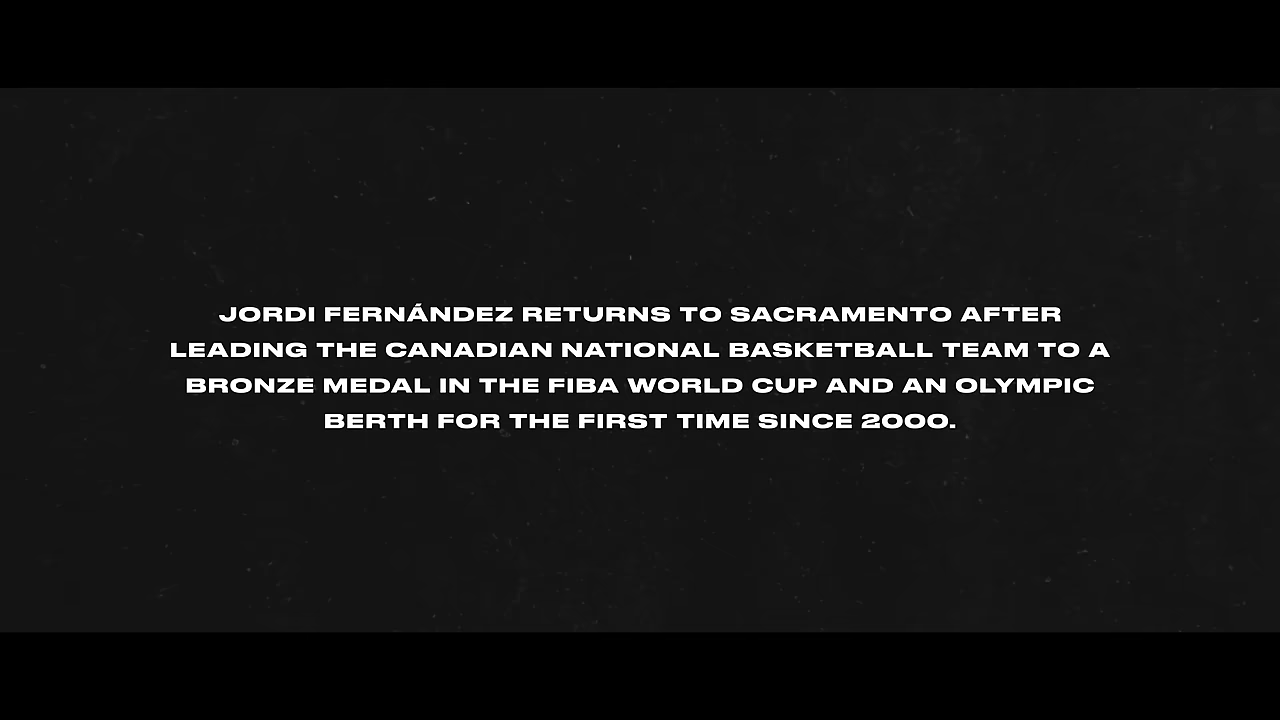 JORDI FERNÁNDEZ RETURNS TO SACRAMENTO AFTER
LEADING THE CANADIAN NATIONAL BASKETBALL TEAM TO A
BRONZE MEDAL IN THE FIBA WORLD CUP AND AN OLYMPIC
BERTH FOR THE FIRST TIME SINCE 2000.